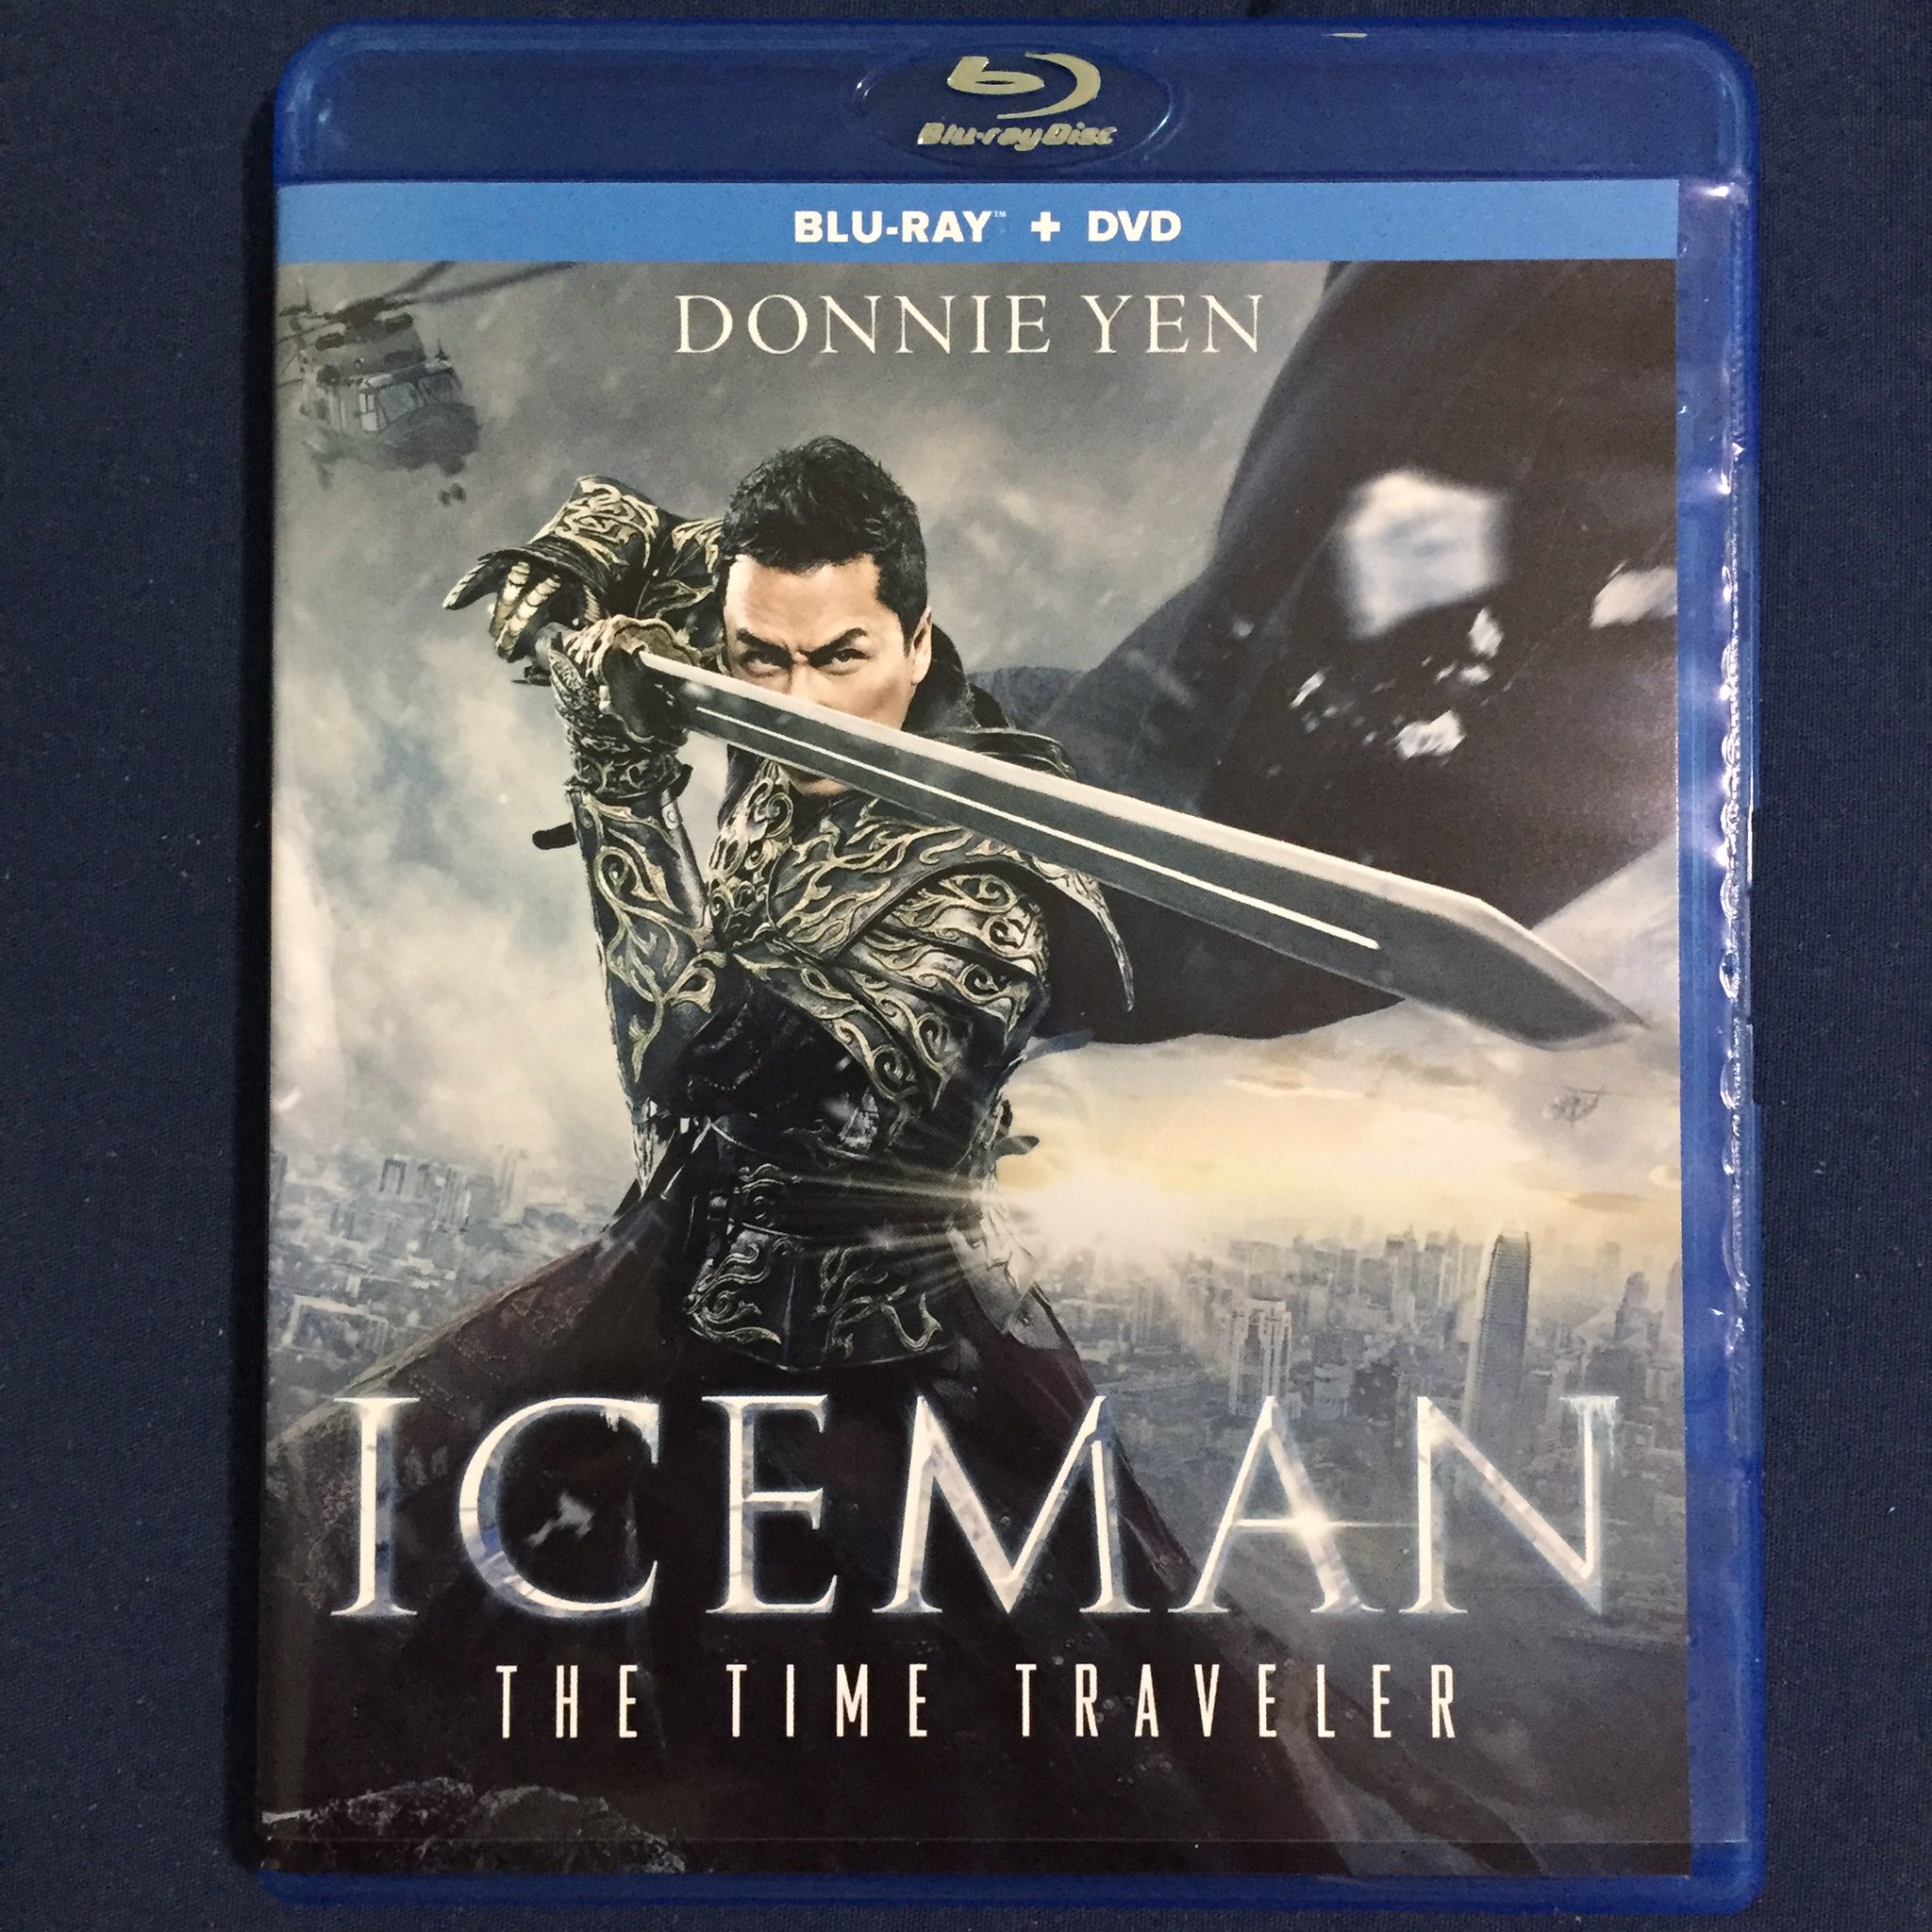 Blu-ray Disc
BLU-RAY™ + DVD
DONNIE YEN
ICEMAN
THE TIME TRAVELER